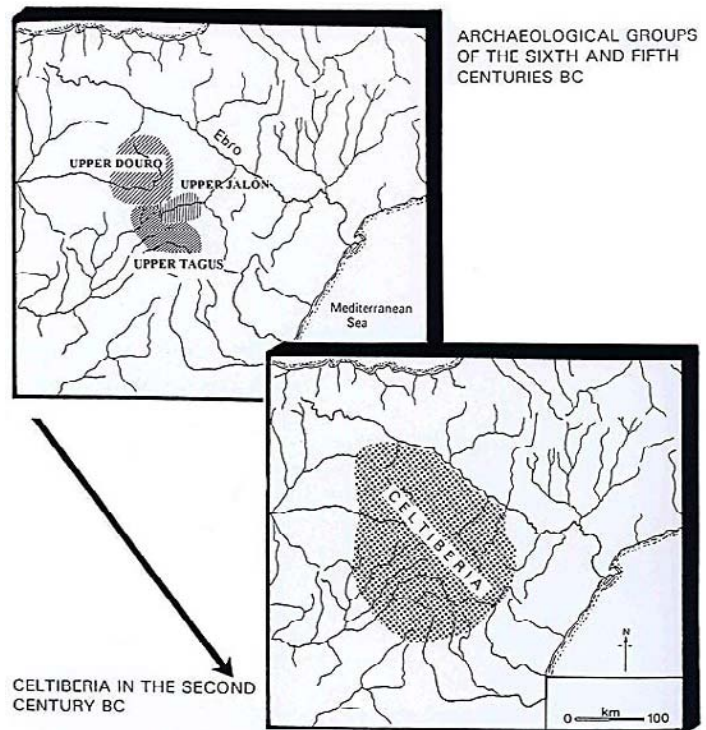 ARCHAEOLOGICAL GROUPS
OF THE SIXTH AND FIFTH
CENTURIES BC
Ebro
UPPER DOURO
UPPER JALÓN
UPPER TAGUS
Mediterranean
Sea
CELTIBERIA
N
km
0 100
CELTIBERIA IN THE SECOND
CENTURY BC